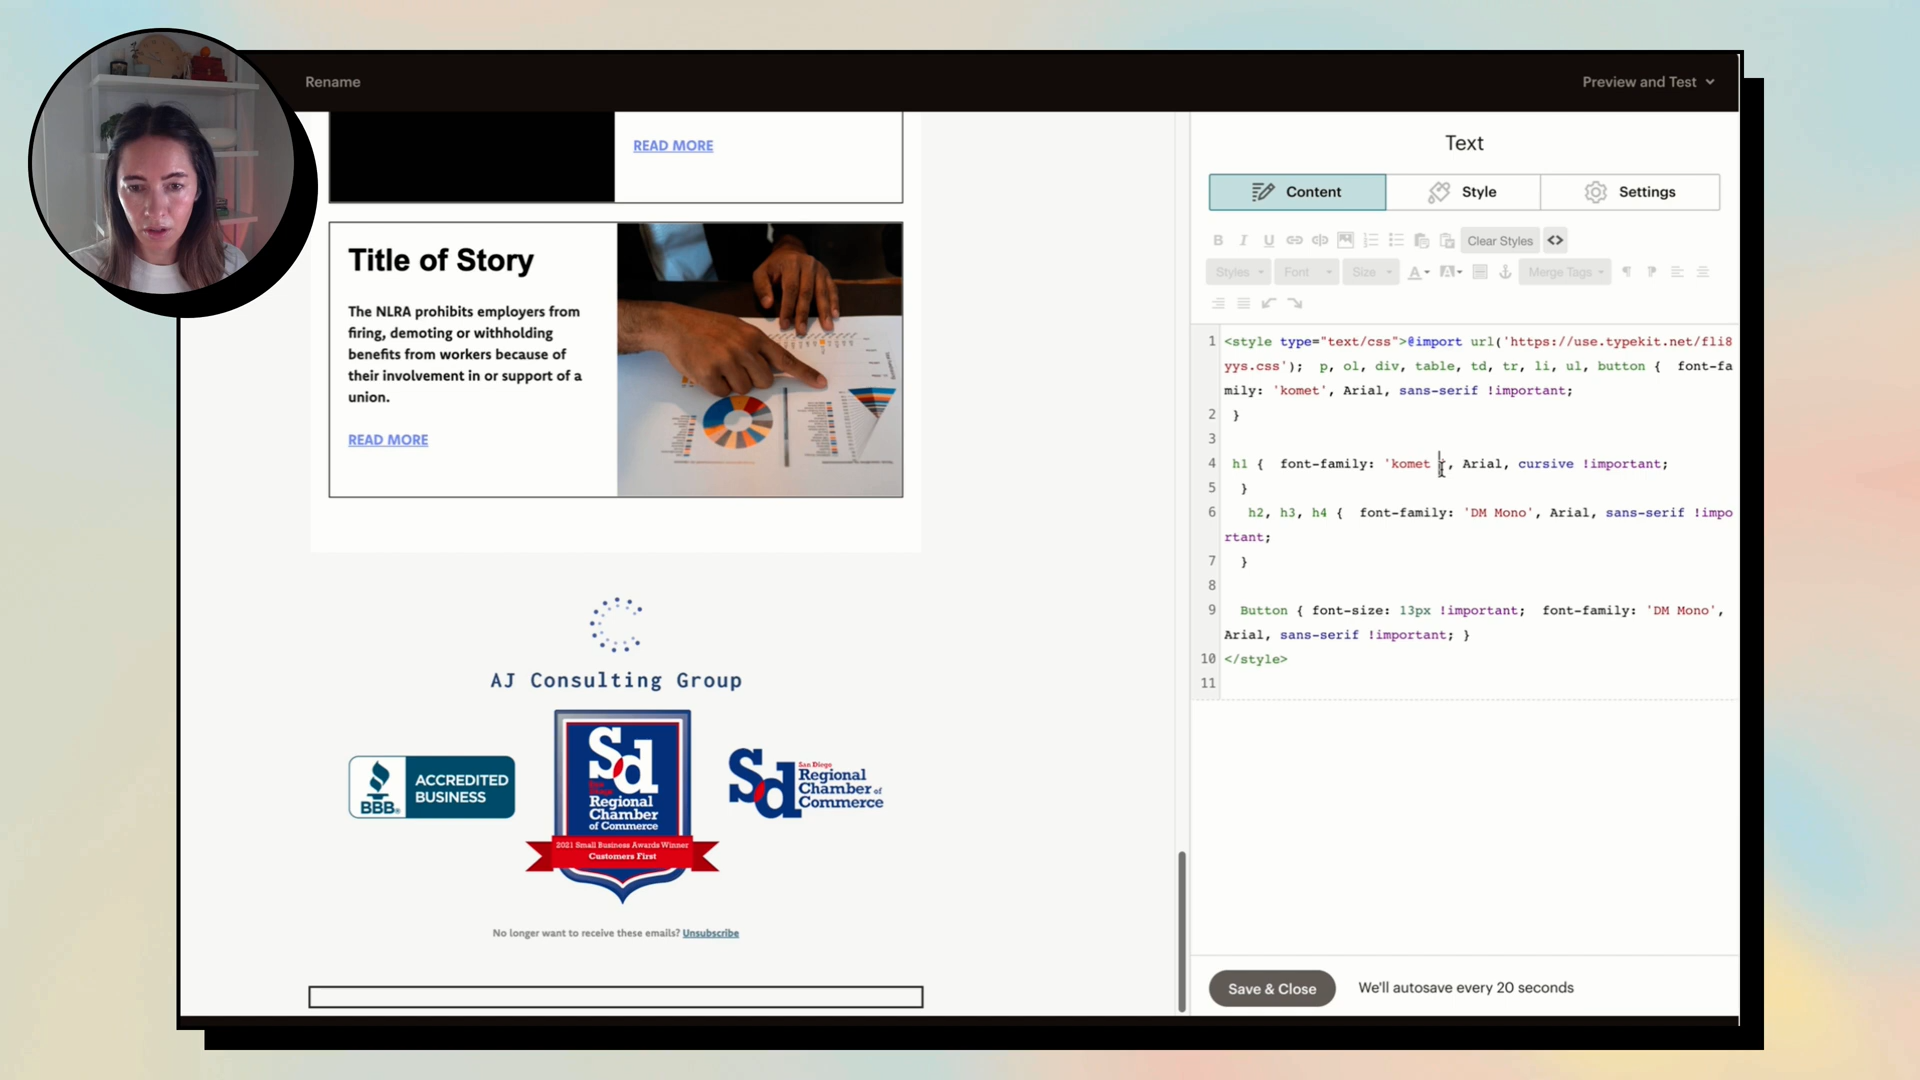 Rename
Preview and Test
READ MORE
Title of Story
The NLRA prohibits employers from
firing, demoting or withholding
benefits from workers because of
their involvement in or support of a
union.
READ MORE
AJ Consulting Group
BBB.
ACCREDITED
BUSINESS
Sd
Regional
Chamber
of Commerce
2021 Small Business Awards Winner
Customers First
Sd
San Diego
Regional
Chamber of
Commerce
No longer want to receive these emails? Unsubscribe
Text
Content
Style
Settings
B I U
Clear Styles <>
Styles Font Size A A Merge Tags
1 <style type="text/css">@import url('https://use.typekit.net/fli8
yys.css');  p, ol, div, table, td, tr, li, ul, button {  font-fa
mily: 'komet', Arial, sans-serif !important;
2 }
3
4 h1 {  font-family: 'komet ', Arial, cursive !important;
5 }
6 h2, h3, h4 {  font-family: 'DM Mono', Arial, sans-serif !impo
rtant;
7 }
8
9 Button { font-size: 13px !important;  font-family: 'DM Mono',
Arial, sans-serif !important; }
10 </style>
11
Save & Close
We'll autosave every 20 seconds